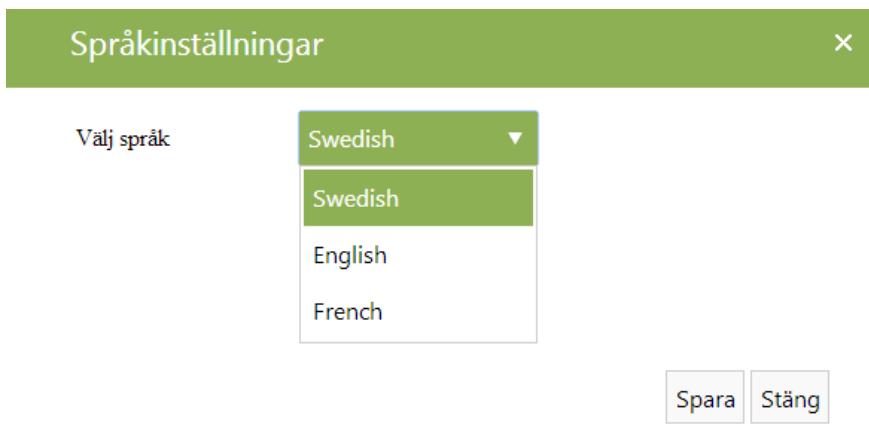 Språkinställningar
Välj språk
Swedish
Swedish
English
French
Spara Stäng